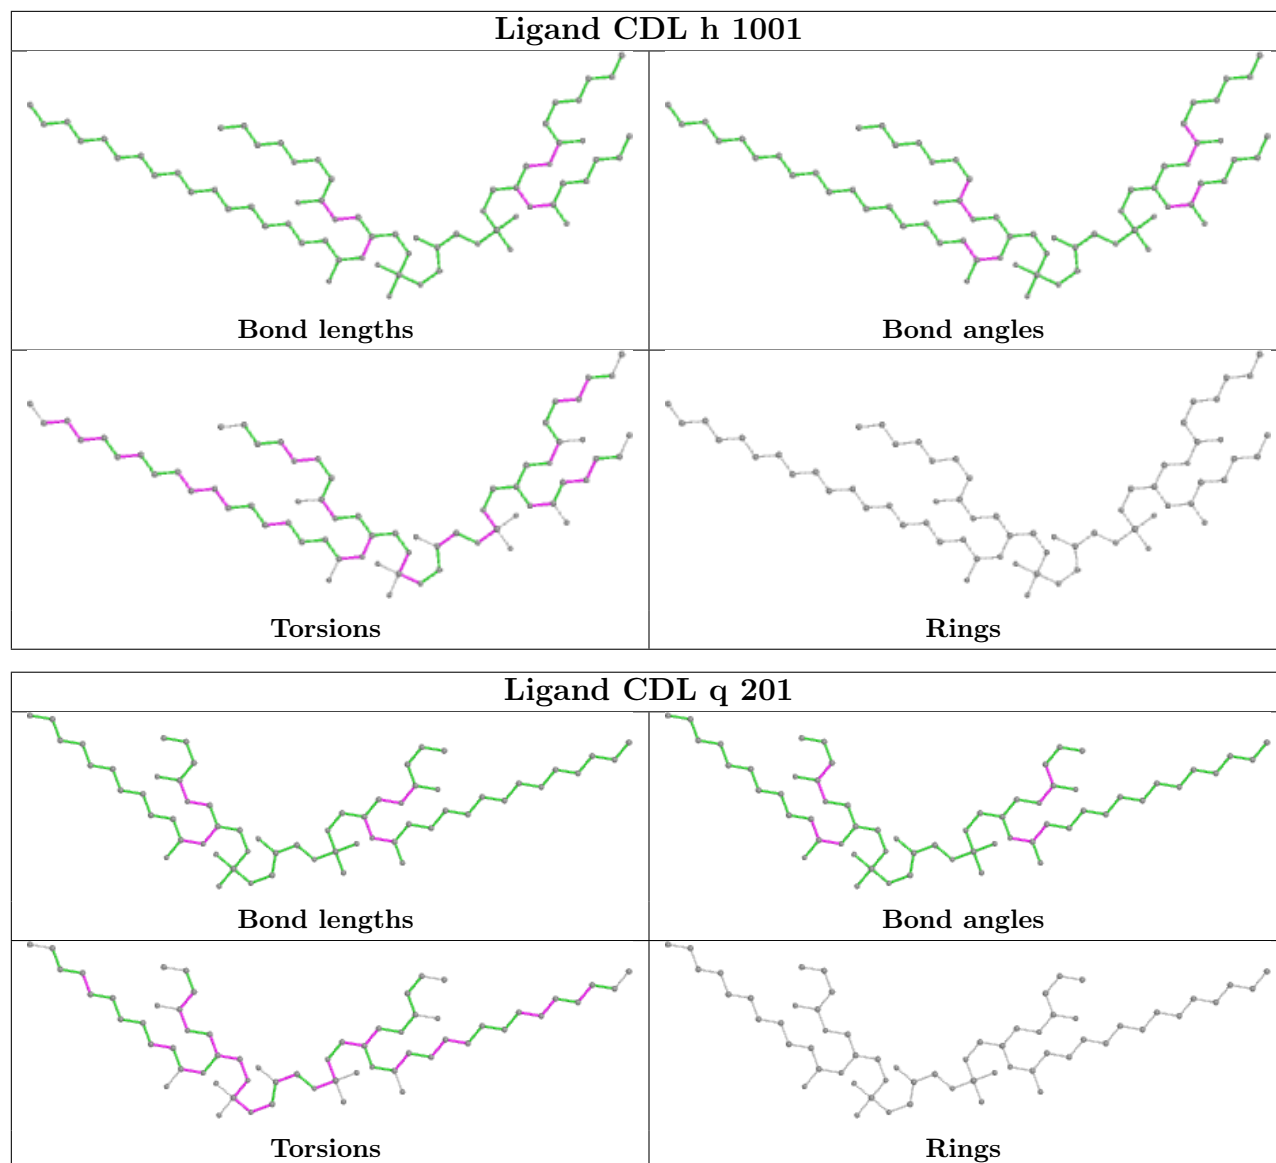 Ligand CDL h 1001
Bond lengths
Bond angles
Torsions
Rings
Ligand CDL q 201
Bond lengths
Bond angles
Torsions
Rings